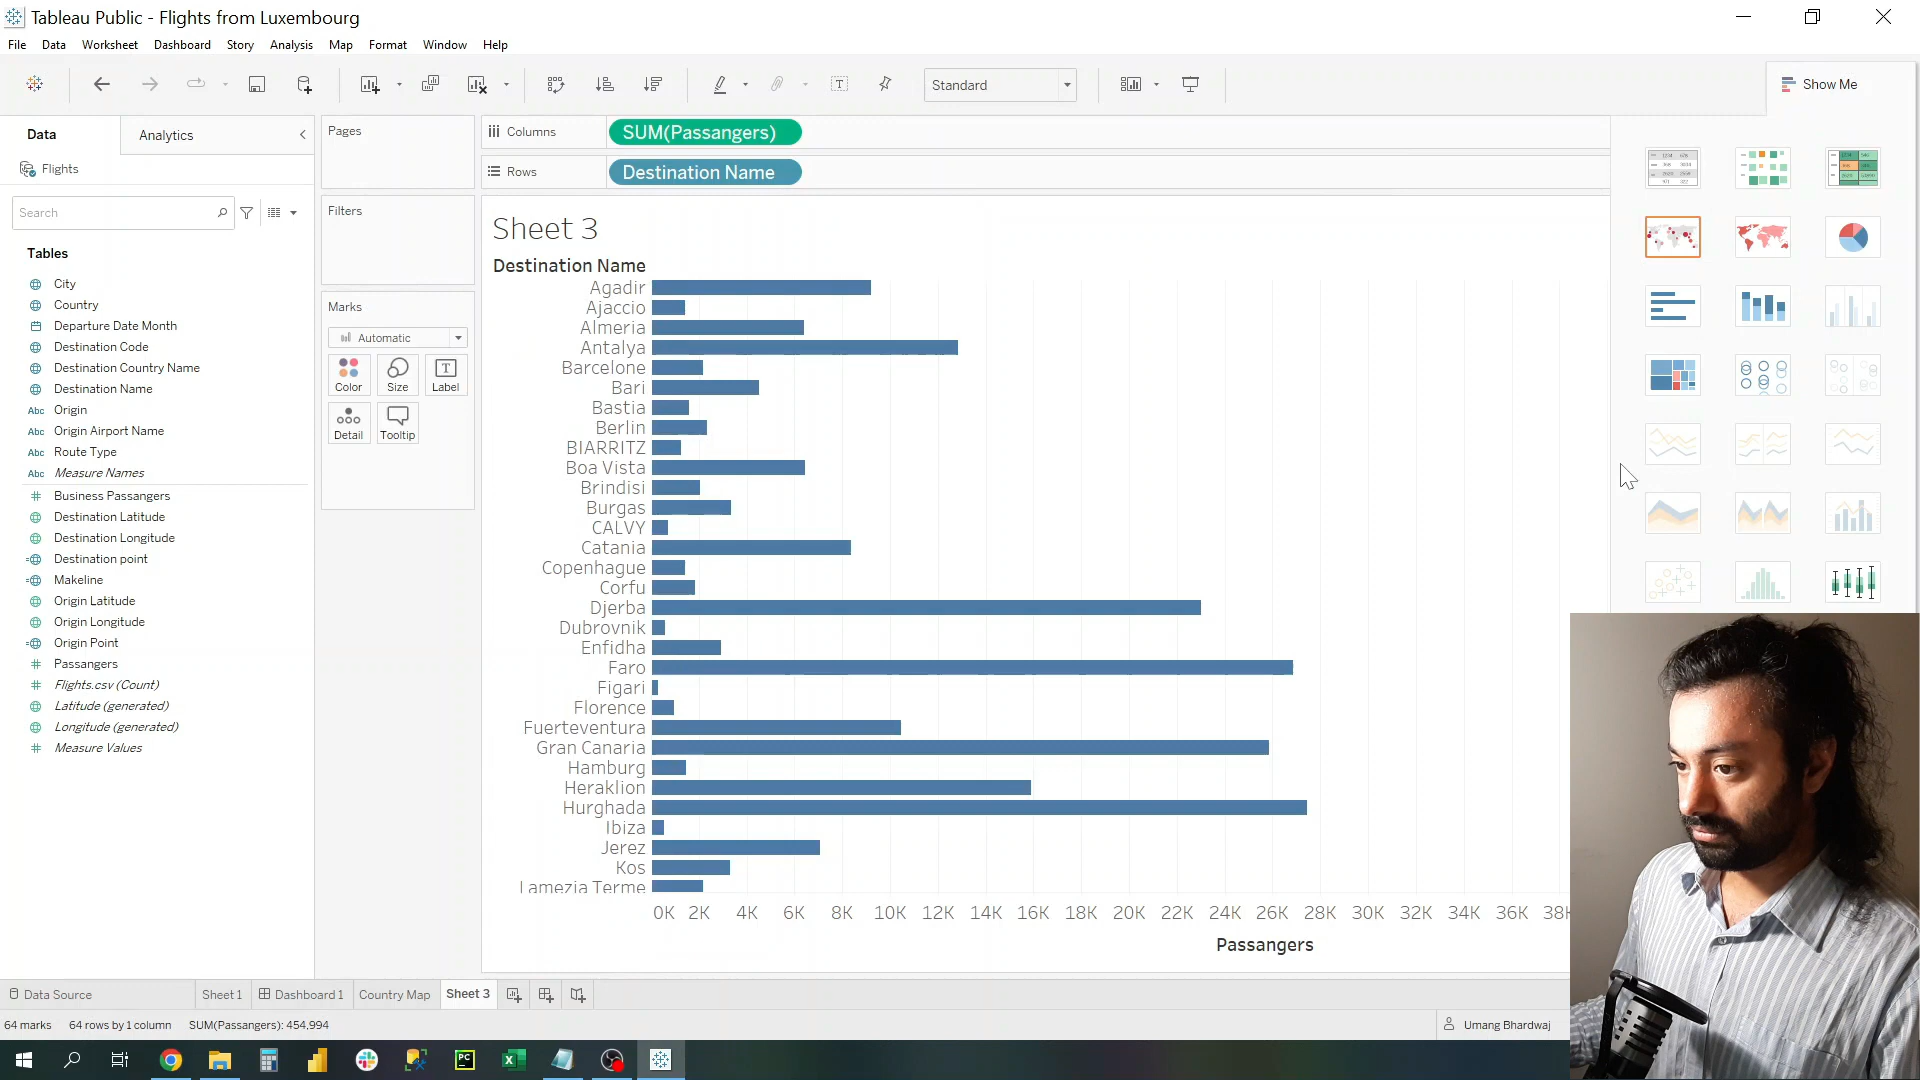 Tableau Public - Flights from Luxembourg
File Data Worksheet Dashboard Story Analysis Map Format Window Help
Standard
Show Me
Data
Analytics
Flights
Search
Tables
City
Country
Abc Departure Date Month
Destination Code
Destination Country Name
Destination Name
Abc Origin
Abc Origin Airport Name
Abc Route Type
Abc Measure Names
Business Passangers
Destination Latitude
Destination Longitude
Destination point
Makeline
Origin Latitude
Origin Longitude
Origin Point
Passangers
Flights.csv (Count)
Latitude (generated)
Longitude (generated)
Measure Values
Pages
Filters
Marks
Automatic
Color Size Label
Detail Tooltip
Columns SUM(Passangers)
Rows Destination Name
Sheet 3
Destination Name
Agadir
Ajaccio
Almeria
Antalya
Barcelone
Bari
Bastia
Berlin
BIARRITZ
Boa Vista
Brindisi
Burgas
CALVY
Catania
Copenhague
Corfu
Djerba
Dubrovnik
Enfidha
Faro
Figari
Florence
Fuerteventura
Gran Canaria
Hamburg
Heraklion
Hurghada
Ibiza
Jerez
Kos
Lamezia Terme
0K 2K 4K 6K 8K 10K 12K 14K 16K 18K 20K 22K 24K 26K 28K 30K 32K 34K 36K 38K
Passangers
Data Source Sheet 1 Dashboard 1 Country Map Sheet 3
64 marks 64 rows by 1 column SUM(Passangers): 454,994
Umang Bhardwaj
PC